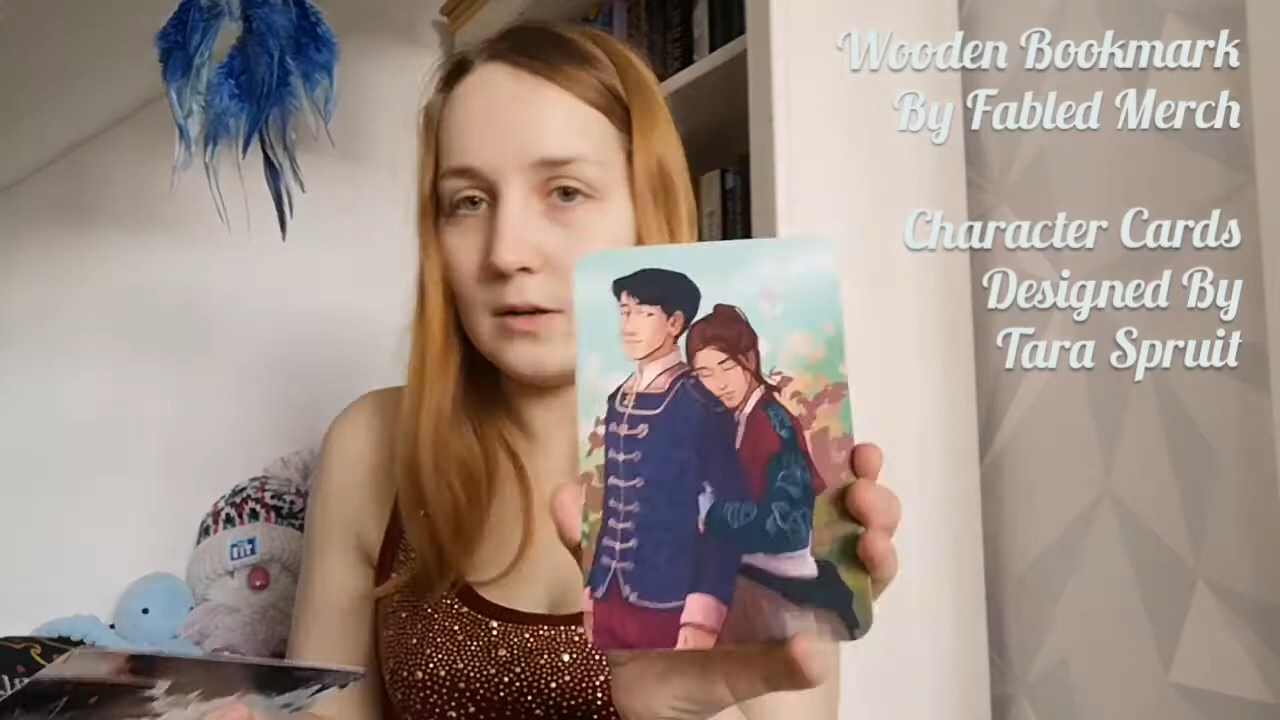 Wooden Bookmark
By Fabled Merch
Character Cards
Designed By
Tara Spruit